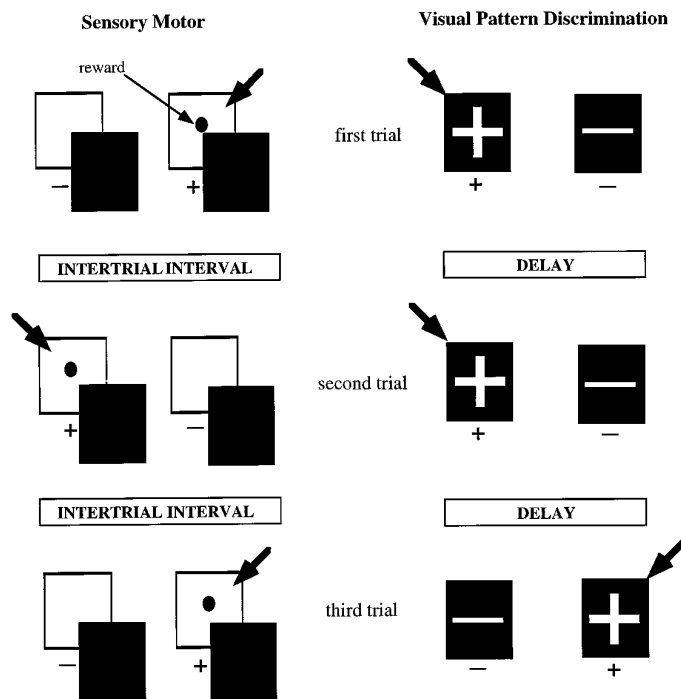 Sensory Motor
Visual Pattern Discrimination
reward
first trial
− +
+ −
INTERTRIAL INTERVAL
DELAY
second trial
+ −
+ −
INTERTRIAL INTERVAL
DELAY
third trial
− +
− +